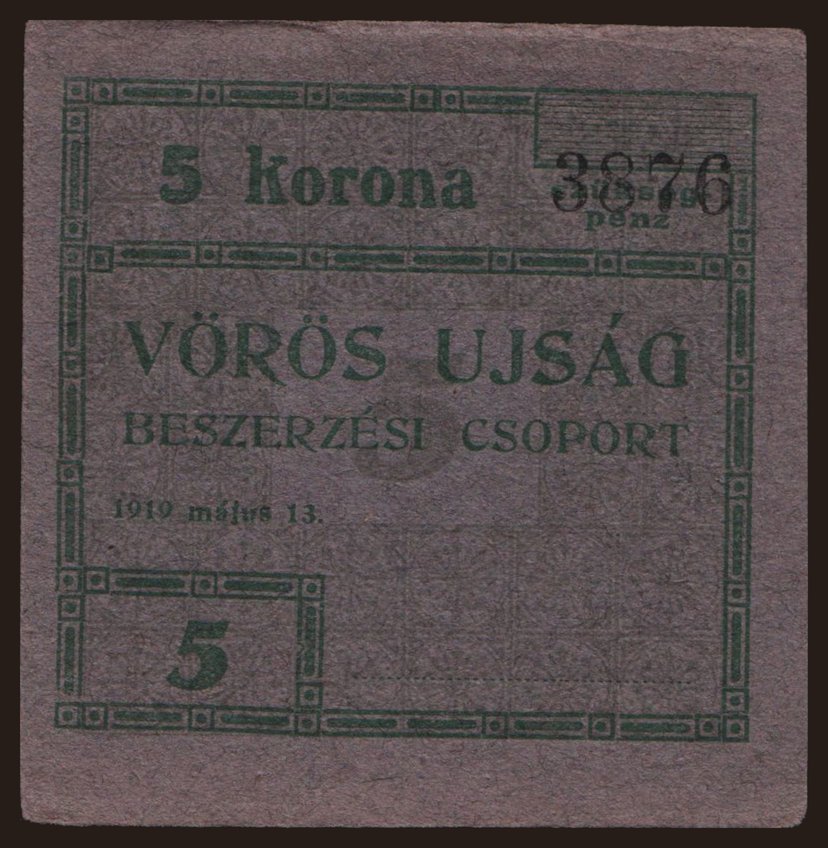 5 korona
3876
pénz
VÖRÖS UJSÁG
BESZERZÉSI CSOPORT
1919 május 13.
5